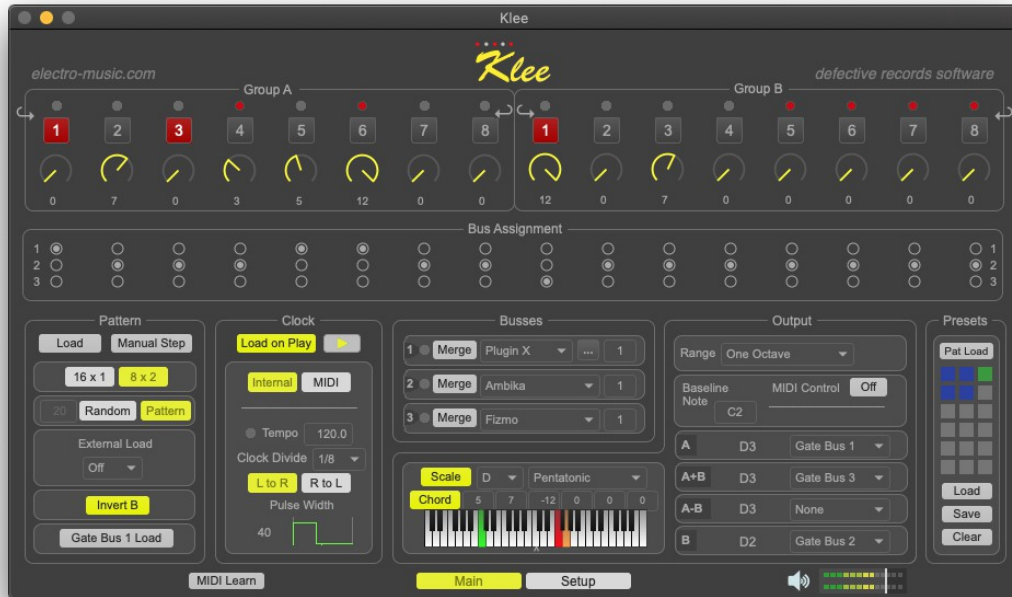 Klee
Klee
electro-music.com
defective records software
Group A
Group B
1 2 3 4 5 6 7 8 1 2 3 4 5 6 7 8
0 7 0 3 5 12 0 0 12 0 7 0 0 0 0 0
Bus Assignment
1 1
2 2
3 3
Pattern
Load Manual Step
16 x 1 8 x 2
20 Random Pattern
External Load
Off
Invert B
Gate Bus 1 Load
Clock
Load on Play
Internal MIDI
Tempo 120.0
Clock Divide 1/8
L to R R to L
Pulse Width
40
Busses
1 Merge Plugin X ... 1
2 Merge Ambika 1
3 Merge Fizmo 1
Scale D Pentatonic
Chord 5 7 -12 0 0 0
Output
Range One Octave
Baseline Note C2 MIDI Control Off
A D3 Gate Bus 1
A+B D3 Gate Bus 3
A-B D3 None
B D2 Gate Bus 2
Presets
Pat Load
Load
Save
Clear
MIDI Learn
Main Setup